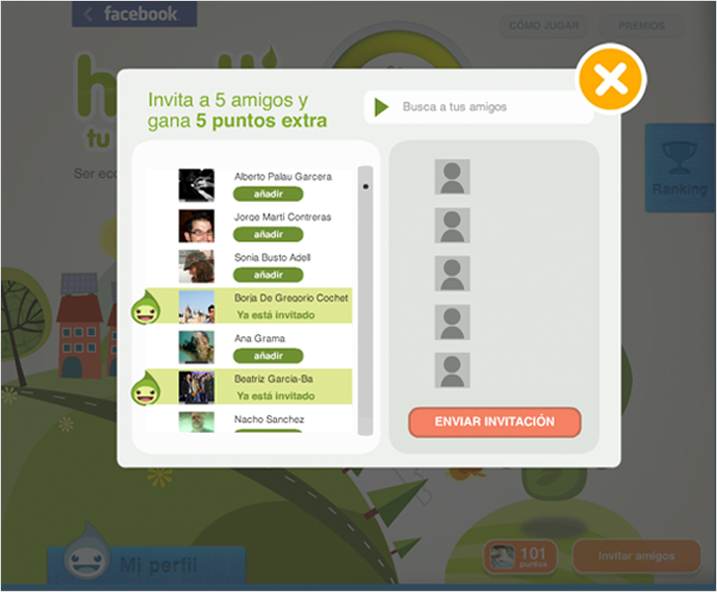 facebook
CÓMO JUGAR
PREMIOS
Invita a 5 amigos y
gana 5 puntos extra
Busca a tus amigos
tu
Ser eco
Ranking
Alberto Palau Garcera
añadir
Jorge Martí Contreras
añadir
Sonia Busto Adell
añadir
Borja De Gregorio Cochet
Ya está invitado
Ana Grama
añadir
Beatriz García-Ba
Ya está invitado
Nacho Sanchez
ENVIAR INVITACIÓN
Mi perfil
101
puntos
Invitar amigos